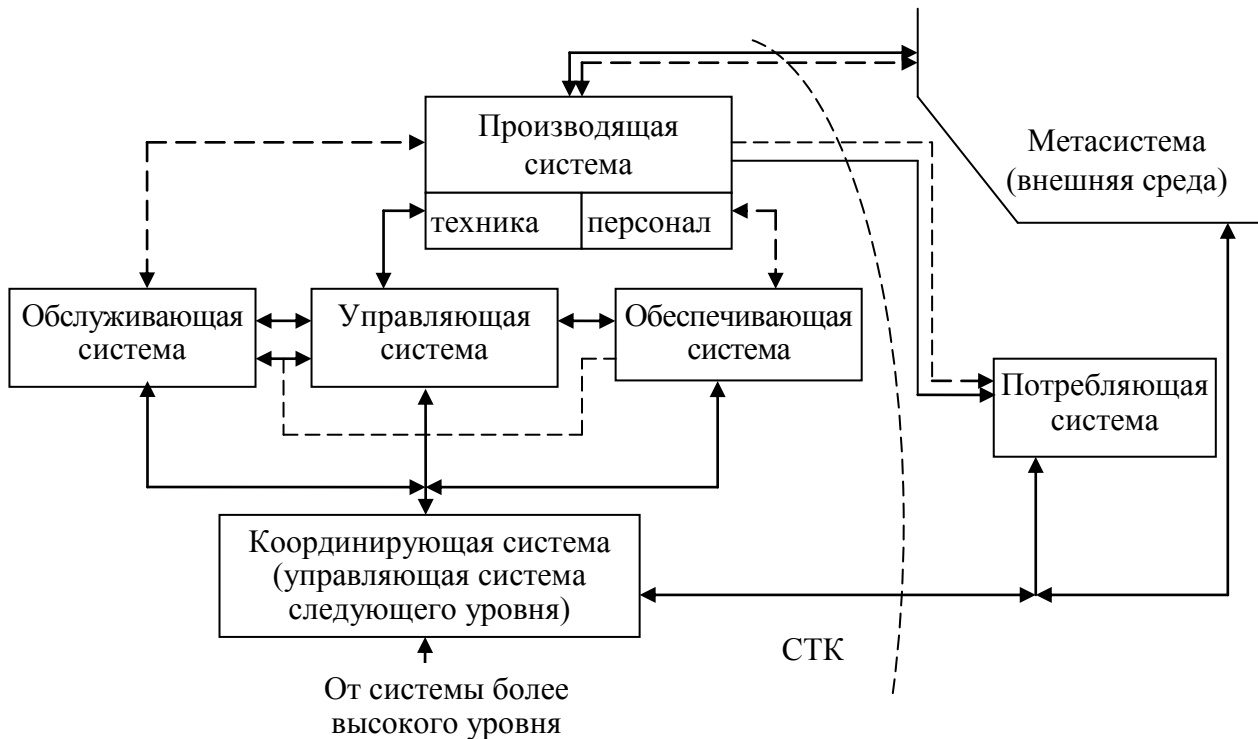 Производящая
система
Метасистема
(внешняя среда)
техника
персонал
Обслуживающая
система
Управляющая
система
Обеспечивающая
система
Потребляющая
система
Координирующая система
(управляющая система
следующего уровня)
СТК
От системы более
высокого уровня